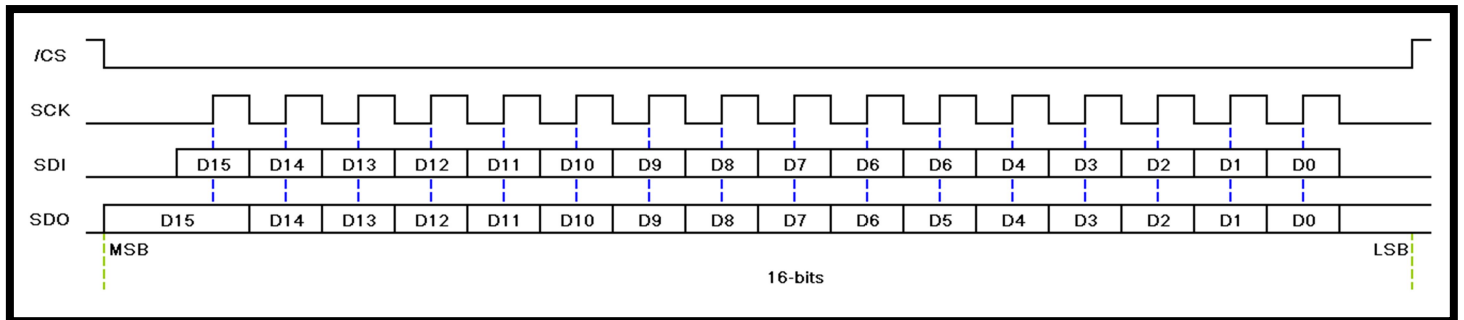 /CS
SCK
SDI D15 D14 D13 D12 D11 D10 D9 D8 D7 D6 D6 D4 D3 D2 D1 D0
SDO D15 D14 D13 D12 D11 D10 D9 D8 D7 D6 D5 D4 D3 D2 D1 D0
MSB LSB
16-bits